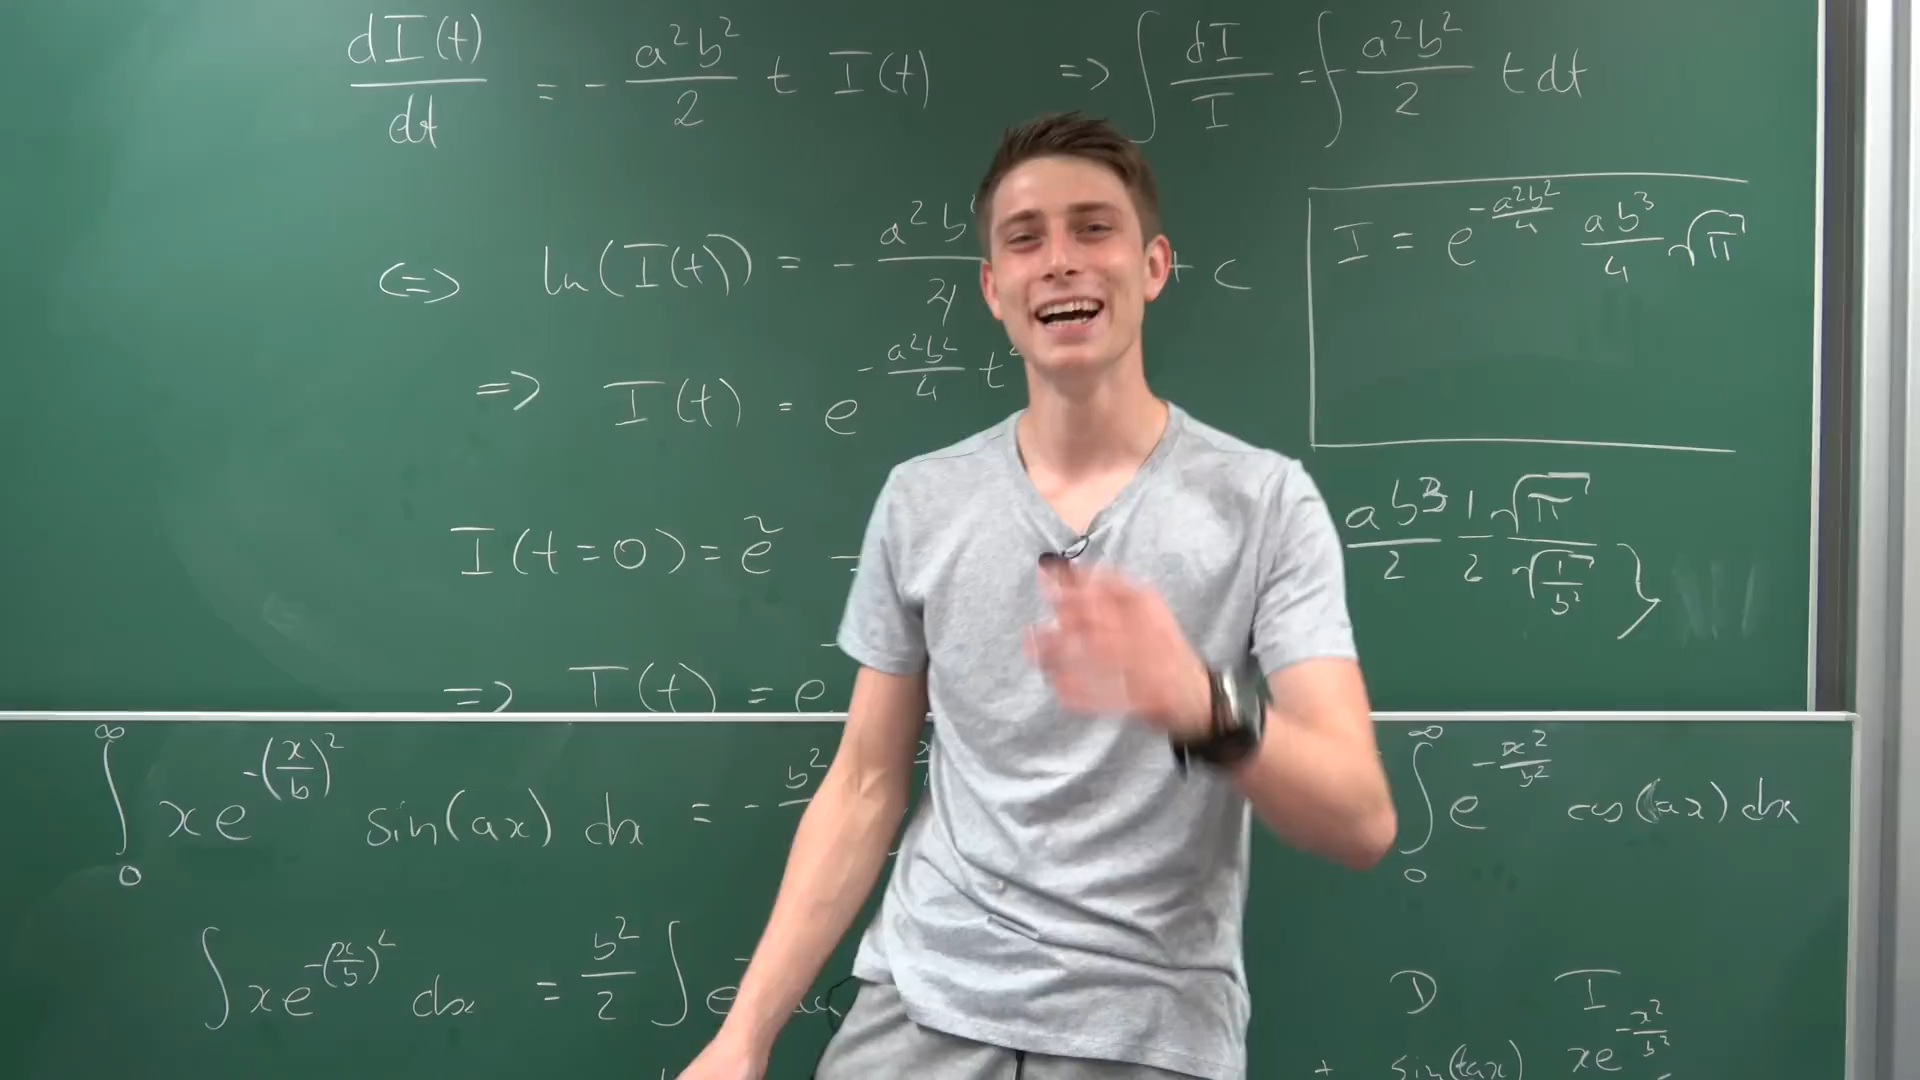 dI(t)/dt = - a²b²/2 t I(t) => ∫ dI/I = -∫ a²b²/2 t dt
<=> ln(I(t)) = - a²b /4 + c
I = e^(-a²b²/4) ab³/4 √π
=> I(t) = e^(-a²b²/4 t²)
I(t=0) = ẽ =
ab³/2 1/2 √π/√(1/b²) }
=> I(t) = e
∫₀^∞ x e^(-(x/b)²) sin(ax) dx = - b²
∫₀^∞ e^(-x²/b²) cos(ax) dx
∫ x e^(-(x/b)²) dx = b²/2 ∫ e
D I
+ sin(tax) x e^(-x²/b²)